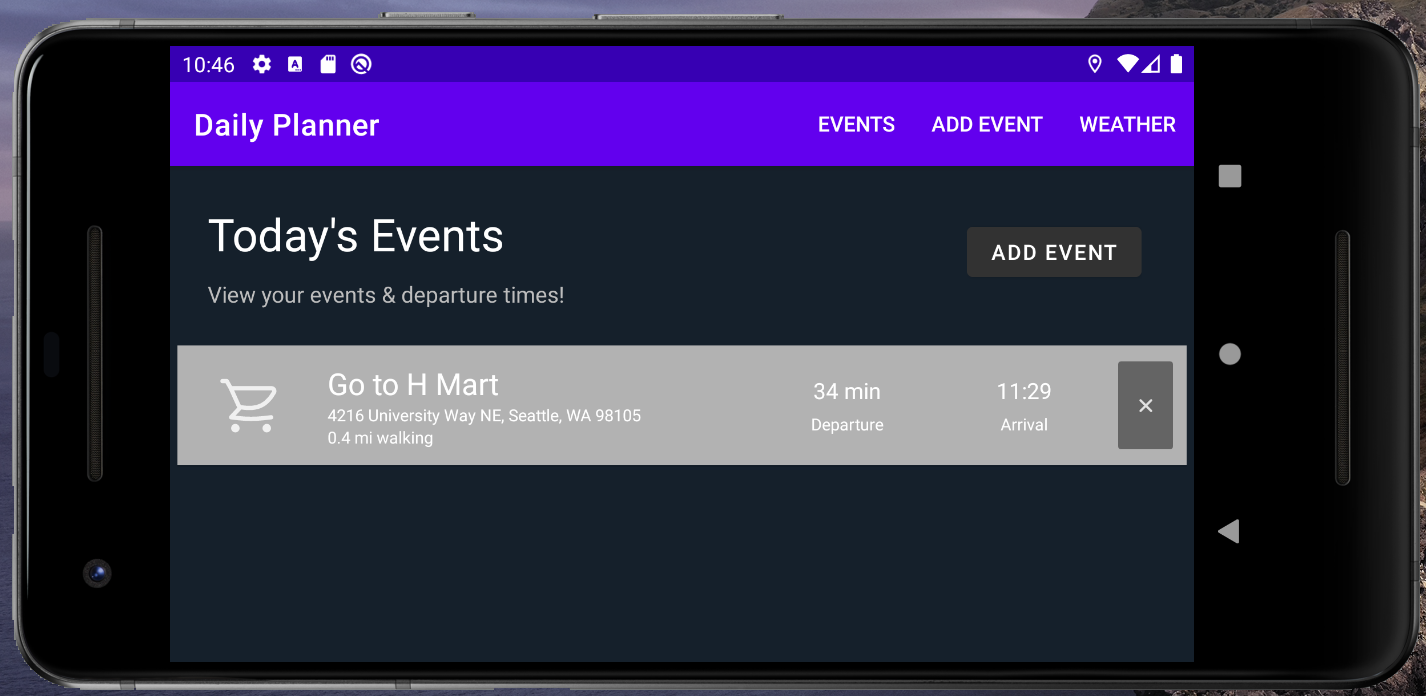 10:46
Daily Planner
EVENTS ADD EVENT WEATHER
Today's Events
ADD EVENT
View your events & departure times!
Go to H Mart
4216 University Way NE, Seattle, WA 98105
0.4 mi walking
34 min
Departure
11:29
Arrival